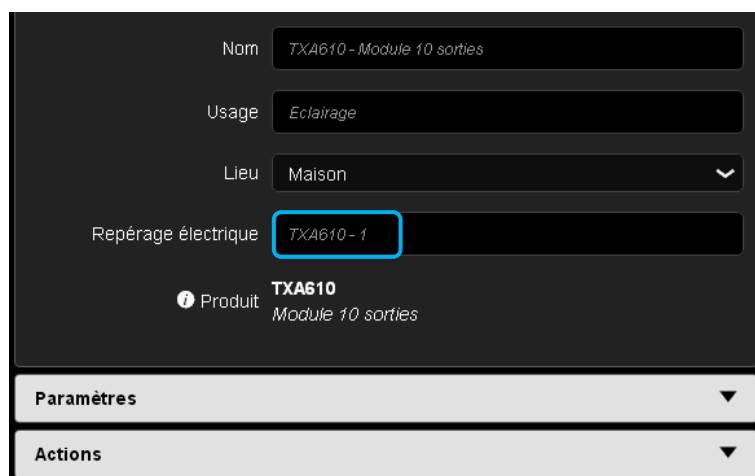 Nom TXA610 - Module 10 sorties
Usage Eclairage
Lieu Maison
Repérage électrique TXA610 - 1
i Produit TXA610
Module 10 sorties
Paramètres
Actions